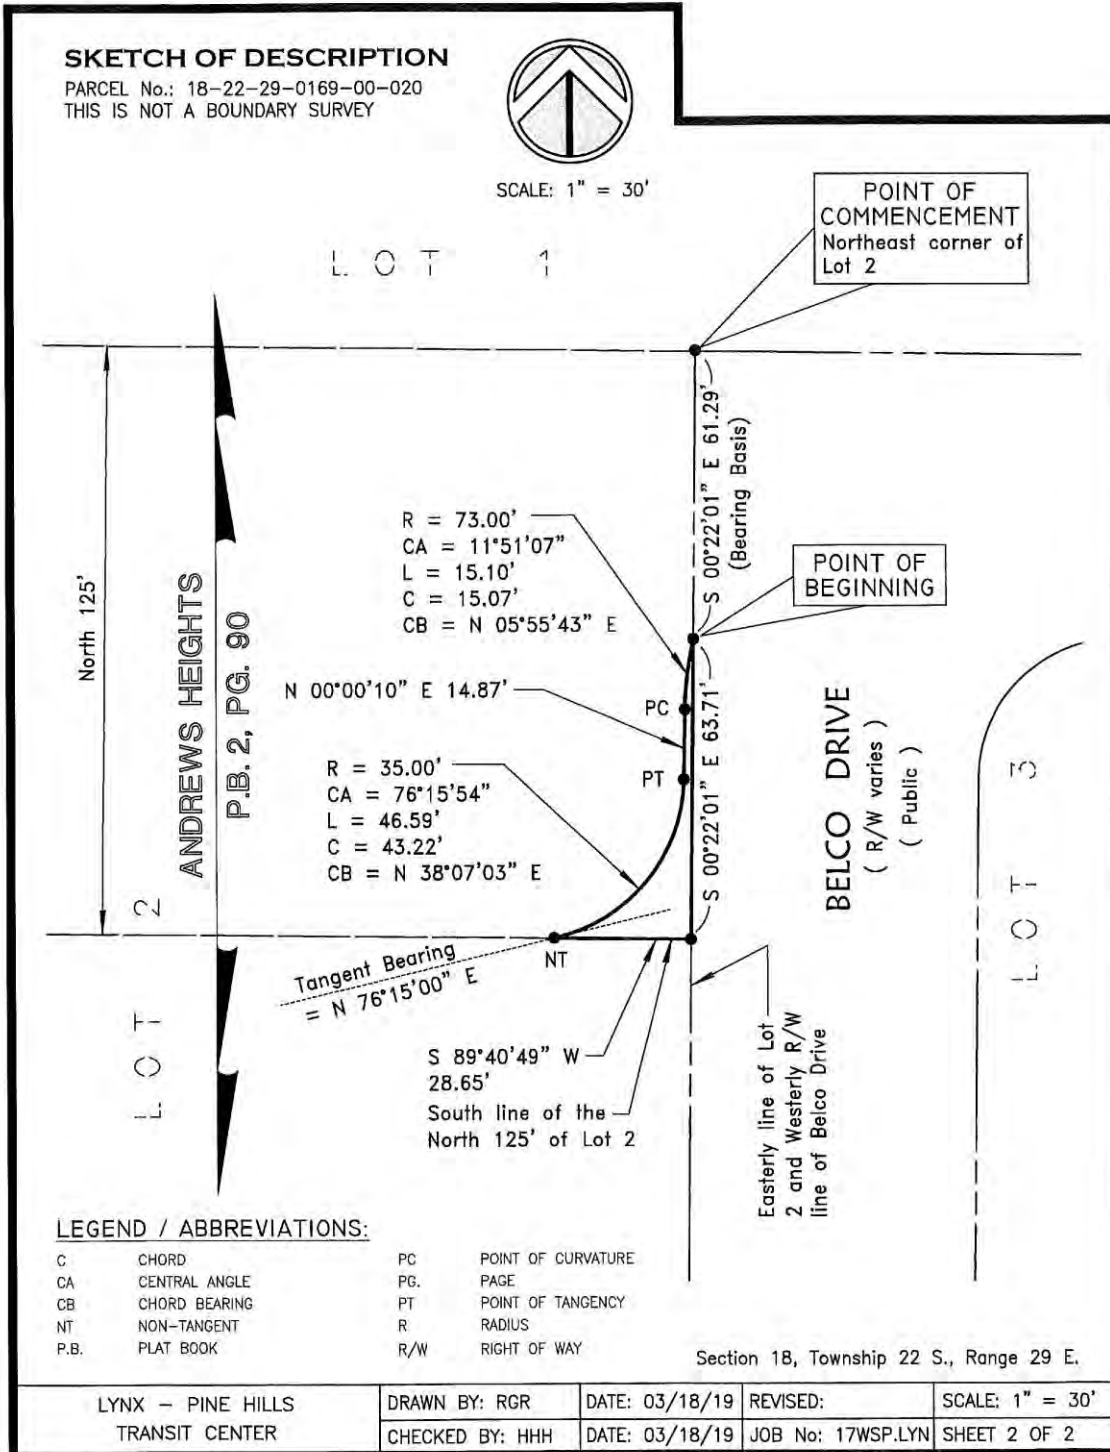 SKETCH OF DESCRIPTION
PARCEL No.: 18-22-29-0169-00-020
THIS IS NOT A BOUNDARY SURVEY
SCALE: 1" = 30'
POINT OF
COMMENCEMENT
Northeast corner of
Lot 2
LOT 1
S 00°22'01" E 61.29'
(Bearing Basis)
North 125'
ANDREWS HEIGHTS
P.B. 2, PG. 90
R = 73.00'
CA = 11°51'07"
L = 15.10'
C = 15.07'
CB = N 05°55'43" E
POINT OF
BEGINNING
N 00°00'10" E 14.87'
PC
PT
R = 35.00'
CA = 76°15'54"
L = 46.59'
C = 43.22'
CB = N 38°07'03" E
S 00°22'01" E 63.71'
BELCO DRIVE
( R/W varies )
( Public )
LOT 3
LOT 2
NT
Tangent Bearing
= N 76°15'00" E
S 89°40'49" W
28.65'
South line of the
North 125' of Lot 2
Easterly line of Lot
2 and Westerly R/W
line of Belco Drive
LEGEND / ABBREVIATIONS:
C CHORD PC POINT OF CURVATURE
CA CENTRAL ANGLE PG. PAGE
CB CHORD BEARING PT POINT OF TANGENCY
NT NON-TANGENT R RADIUS
P.B. PLAT BOOK R/W RIGHT OF WAY
Section 18, Township 22 S., Range 29 E.
LYNX - PINE HILLS
TRANSIT CENTER
DRAWN BY: RGR DATE: 03/18/19 REVISED: SCALE: 1" = 30'
CHECKED BY: HHH DATE: 03/18/19 JOB No: 17WSP.LYN SHEET 2 OF 2